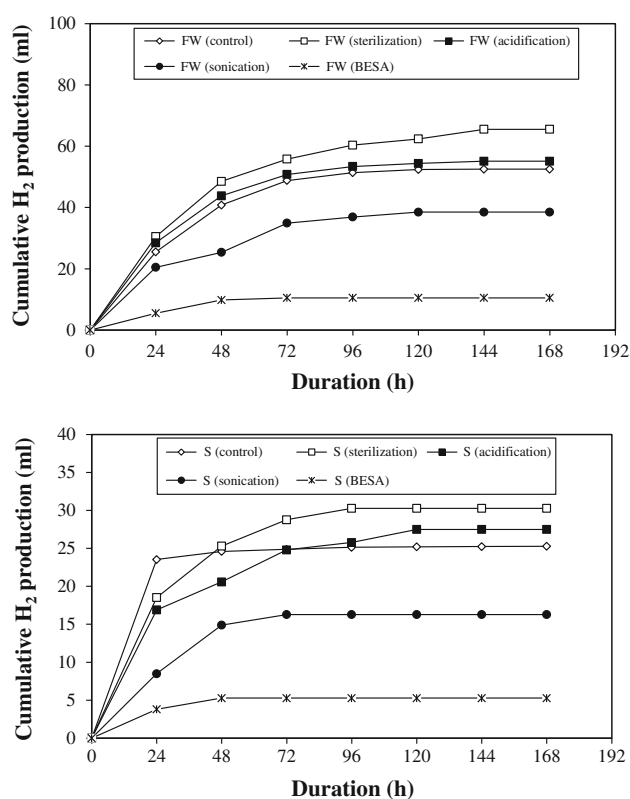 100
80
60
40
20
0
Cumulative H₂ production (ml)
FW (control) FW (sterilization) FW (acidification)
FW (sonication) FW (BESA)
0 24 48 72 96 120 144 168 192
Duration (h)
40
35
30
25
20
15
10
5
0
Cumulative H₂ production (ml)
S (control) S (sterilization) S (acidification)
S (sonication) S (BESA)
0 24 48 72 96 120 144 168 192
Duration (h)